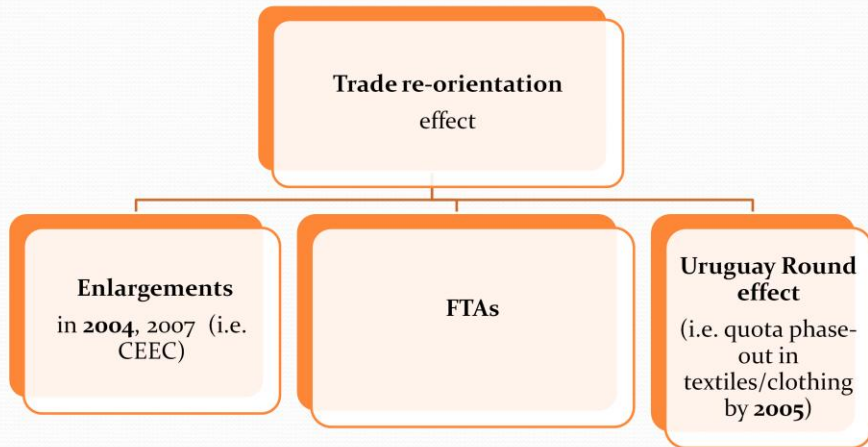 Trade re-orientation
effect
Enlargements
in 2004, 2007 (i.e.
CEEC)
FTAs
Uruguay Round
effect
(i.e. quota phase-
out in
textiles/clothing
by 2005)